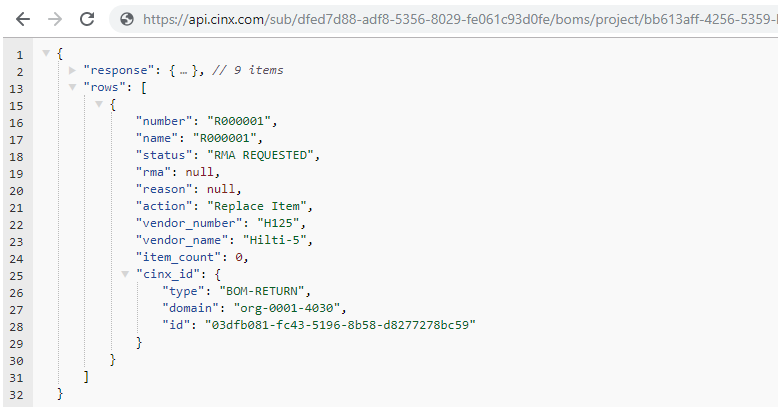 https://api.cinx.com/sub/dfed7d88-adf8-5356-8029-fe061c93d0fe/boms/project/bb613aff-4256-5359-
1 {
2 "response": { … }, // 9 items
13 "rows": [
15 {
16 "number": "R000001",
17 "name": "R000001",
18 "status": "RMA REQUESTED",
19 "rma": null,
20 "reason": null,
21 "action": "Replace Item",
22 "vendor_number": "H125",
23 "vendor_name": "Hilti-5",
24 "item_count": 0,
25 "cinx_id": {
26 "type": "BOM-RETURN",
27 "domain": "org-0001-4030",
28 "id": "03dfb081-fc43-5196-8b58-d8277278bc59"
29 }
30 }
31 ]
32 }